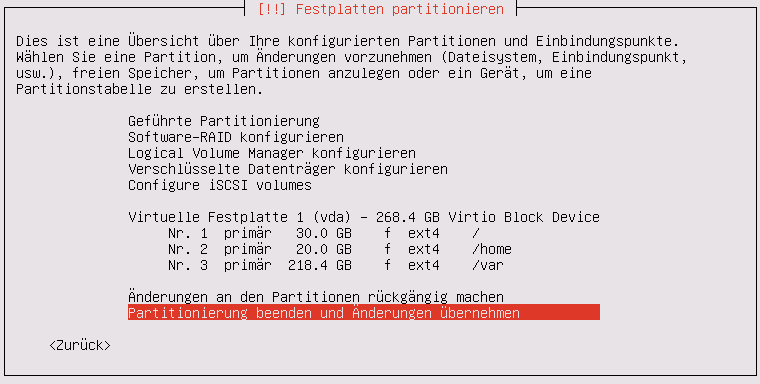 [!!] Festplatten partitionieren
Dies ist eine Übersicht über Ihre konfigurierten Partitionen und Einbindungspunkte.
Wählen Sie eine Partition, um Änderungen vorzunehmen (Dateisystem, Einbindungspunkt,
usw.), freien Speicher, um Partitionen anzulegen oder ein Gerät, um eine
Partitionstabelle zu erstellen.
Geführte Partitionierung
Software-RAID konfigurieren
Logical Volume Manager konfigurieren
Verschlüsselte Datenträger konfigurieren
Configure iSCSI volumes
Virtuelle Festplatte 1 (vda) - 268.4 GB Virtio Block Device
Nr. 1 primär 30.0 GB f ext4 /
Nr. 2 primär 20.0 GB f ext4 /home
Nr. 3 primär 218.4 GB f ext4 /var
Änderungen an den Partitionen rückgängig machen
Partitionierung beenden und Änderungen übernehmen
<Zurück>